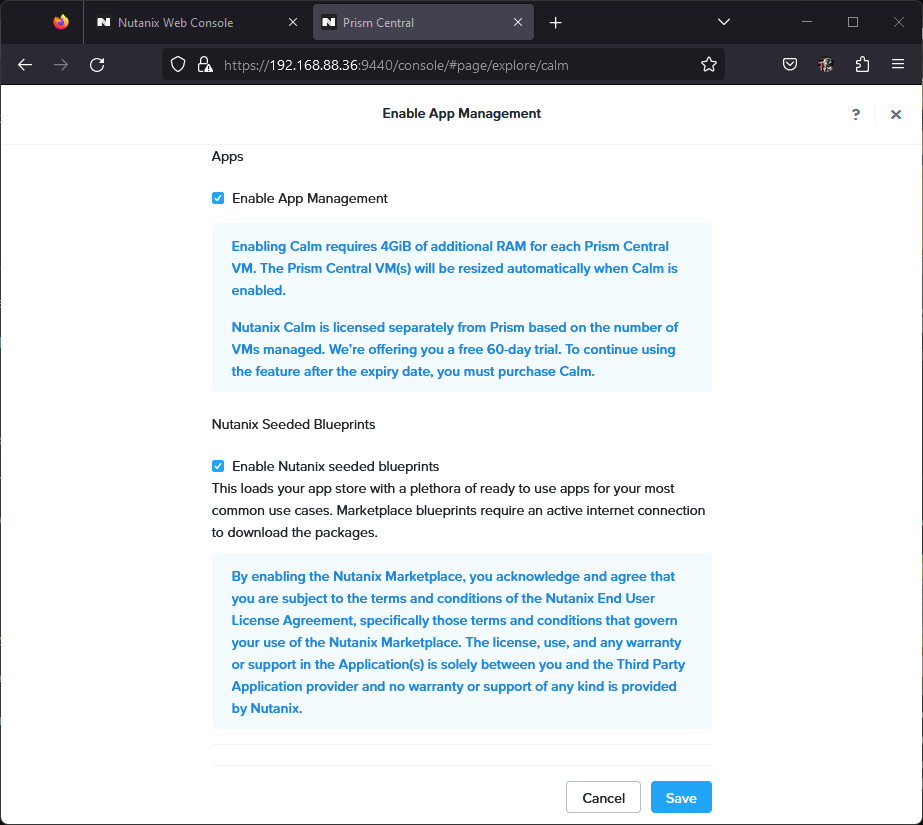 Nutanix Web Console
Prism Central
https://192.168.88.36:9440/console/#page/explore/calm
Enable App Management
?
Apps
Enable App Management
Enabling Calm requires 4GiB of additional RAM for each Prism Central
VM. The Prism Central VM(s) will be resized automatically when Calm is
enabled.
Nutanix Calm is licensed separately from Prism based on the number of
VMs managed. We're offering you a free 60-day trial. To continue using
the feature after the expiry date, you must purchase Calm.
Nutanix Seeded Blueprints
Enable Nutanix seeded blueprints
This loads your app store with a plethora of ready to use apps for your most
common use cases. Marketplace blueprints require an active internet connection
to download the packages.
By enabling the Nutanix Marketplace, you acknowledge and agree that
you are subject to the terms and conditions of the Nutanix End User
License Agreement, specifically those terms and conditions that govern
your use of the Nutanix Marketplace. The license, use, and any warranty
or support in the Application(s) is solely between you and the Third Party
Application provider and no warranty or support of any kind is provided
by Nutanix.
Cancel
Save